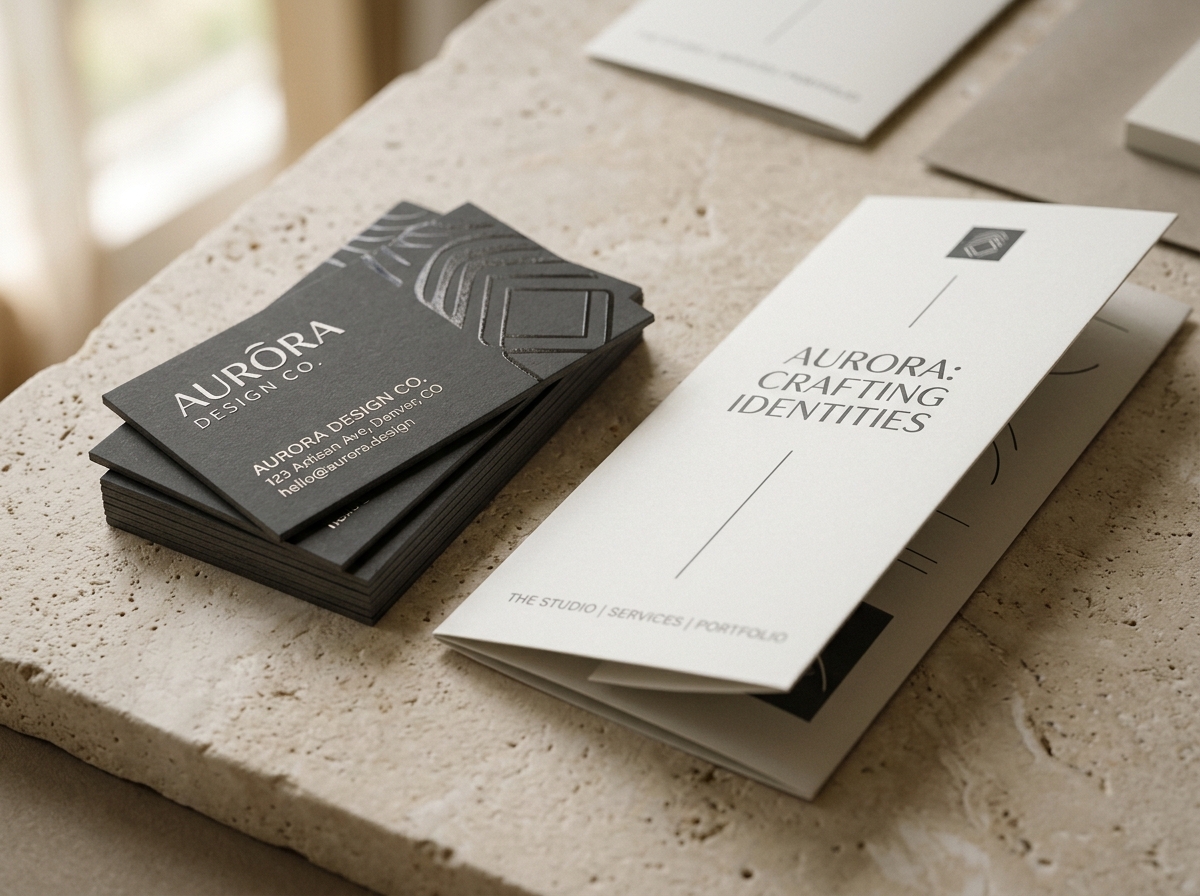 AURŌRA
DESIGN CO.
AURORA DESIGN CO.
123 Artisan Ave, Denver, CO
hello@aurora.design
AURORA:
CRAFTING
IDENTITIES
THE STUDIO | SERVICES | PORTFOLIO